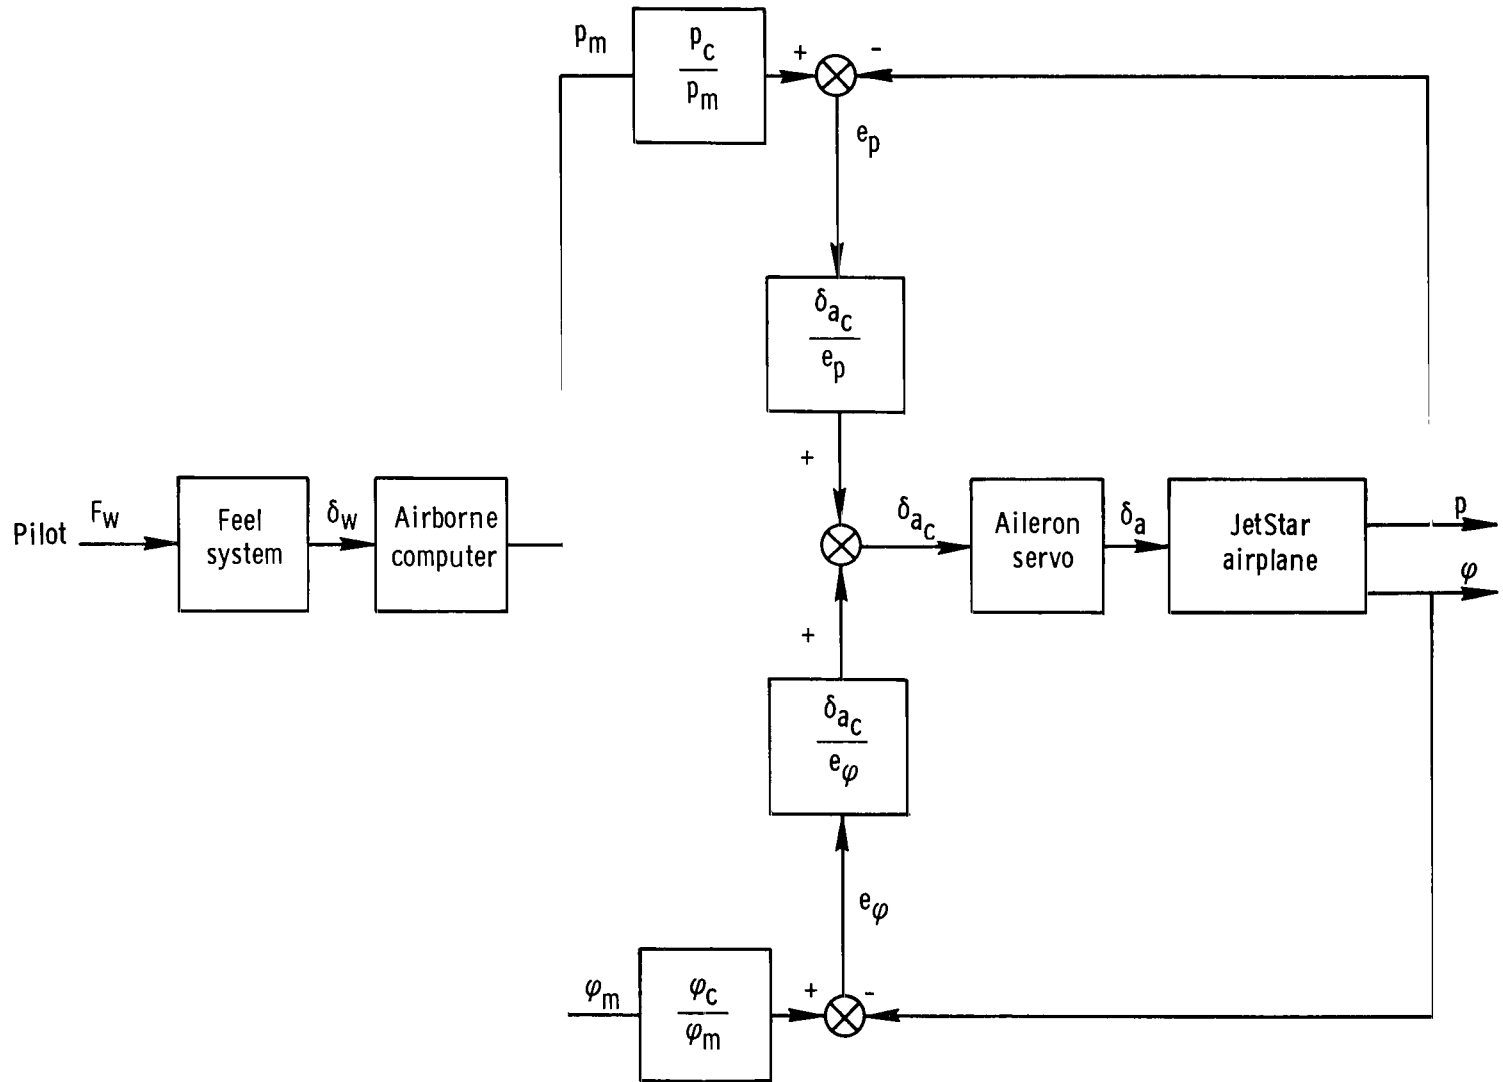 p_m
p_c
p_m
+
-
e_p
δ_a_c
e_p
+
Pilot
F_w
Feel
system
δ_w
Airborne
computer
δ_a_c
Aileron
servo
δ_a
JetStar
airplane
p
φ
+
δ_a_c
e_φ
e_φ
φ_m
φ_c
φ_m
+
-